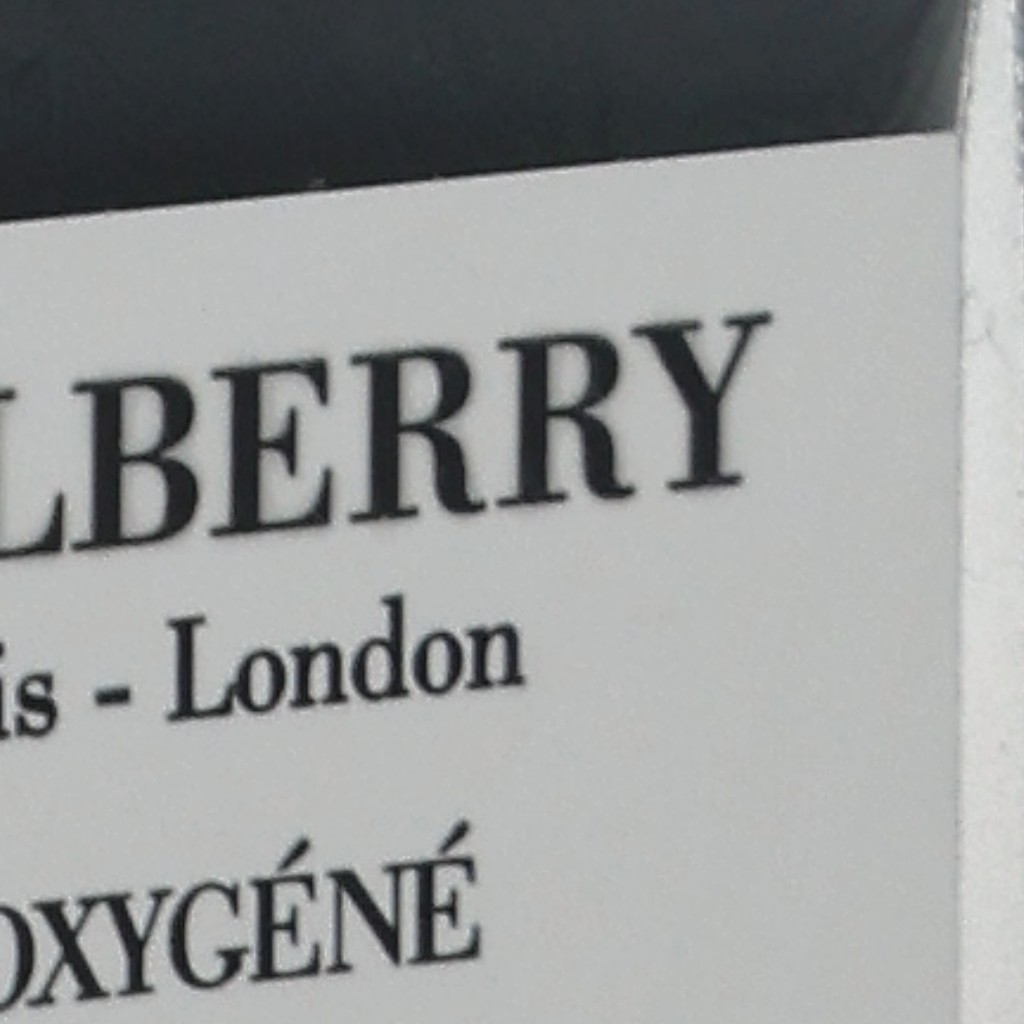 LBERRY
is - London
OXYGÉNÉ